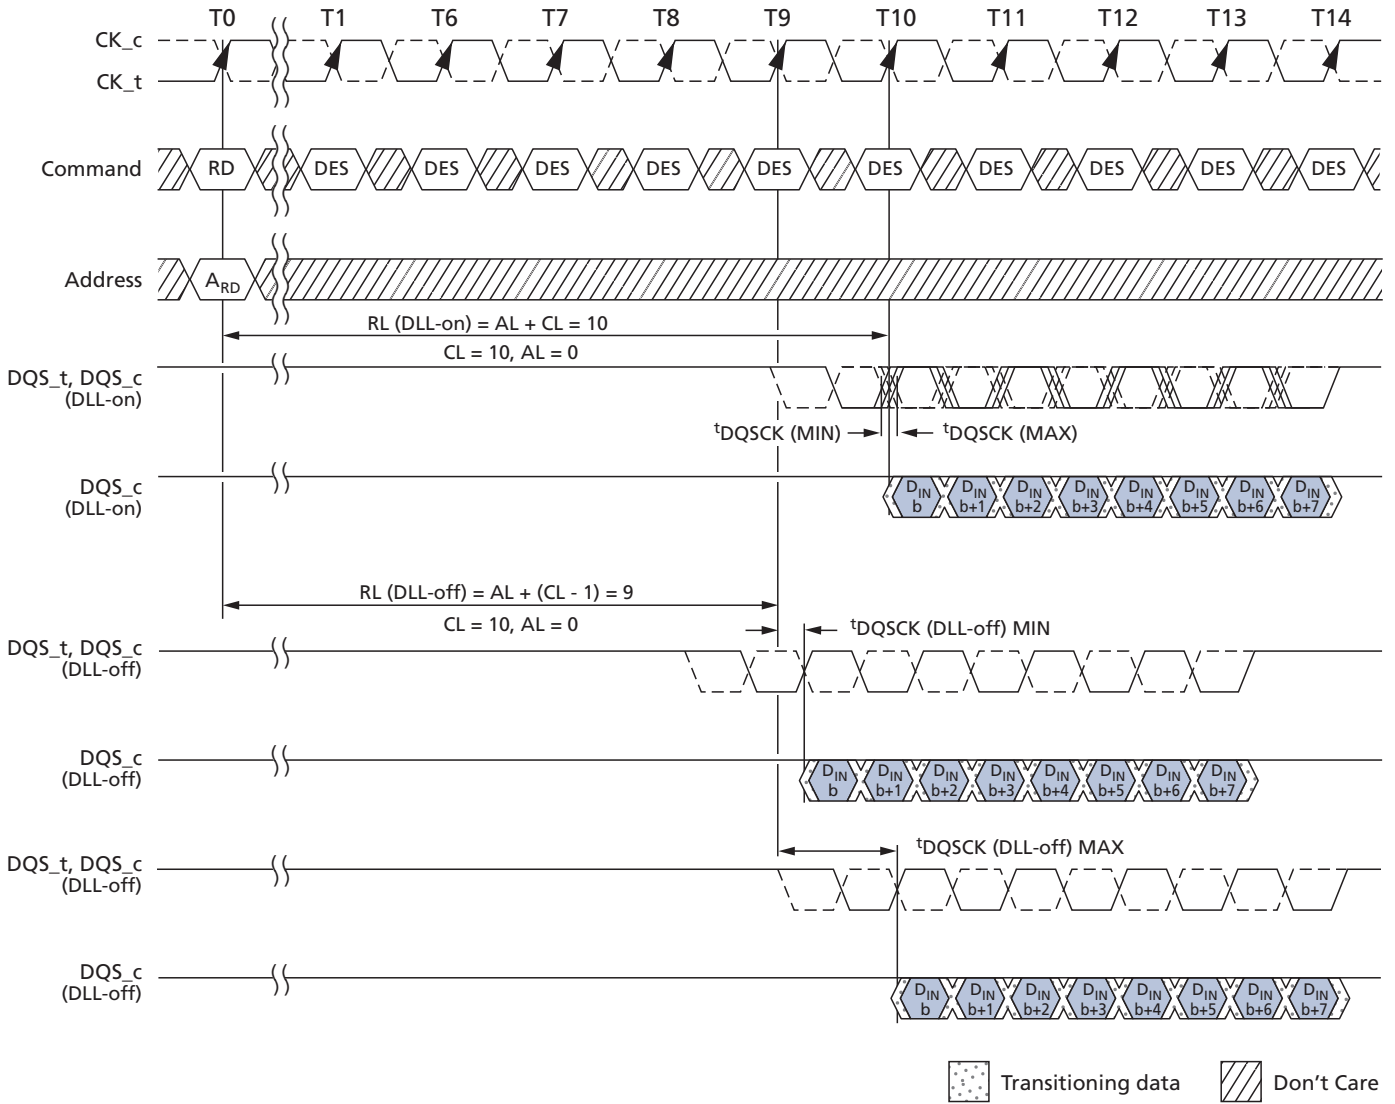 T0 T1 T6 T7 T8 T9 T10 T11 T12 T13 T14
CK_c
CK_t
Command RD DES DES DES DES DES DES DES DES DES DES
Address A_RD
RL (DLL-on) = AL + CL = 10
CL = 10, AL = 0
DQS_t, DQS_c
(DLL-on)
tDQSCK (MIN) tDQSCK (MAX)
DQS_c
(DLL-on)
DIN b DIN b+1 DIN b+2 DIN b+3 DIN b+4 DIN b+5 DIN b+6 DIN b+7
RL (DLL-off) = AL + (CL - 1) = 9
CL = 10, AL = 0
tDQSCK (DLL-off) MIN
DQS_t, DQS_c
(DLL-off)
DQS_c
(DLL-off)
DIN b DIN b+1 DIN b+2 DIN b+3 DIN b+4 DIN b+5 DIN b+6 DIN b+7
tDQSCK (DLL-off) MAX
DQS_t, DQS_c
(DLL-off)
DQS_c
(DLL-off)
DIN b DIN b+1 DIN b+2 DIN b+3 DIN b+4 DIN b+5 DIN b+6 DIN b+7
Transitioning data Don't Care